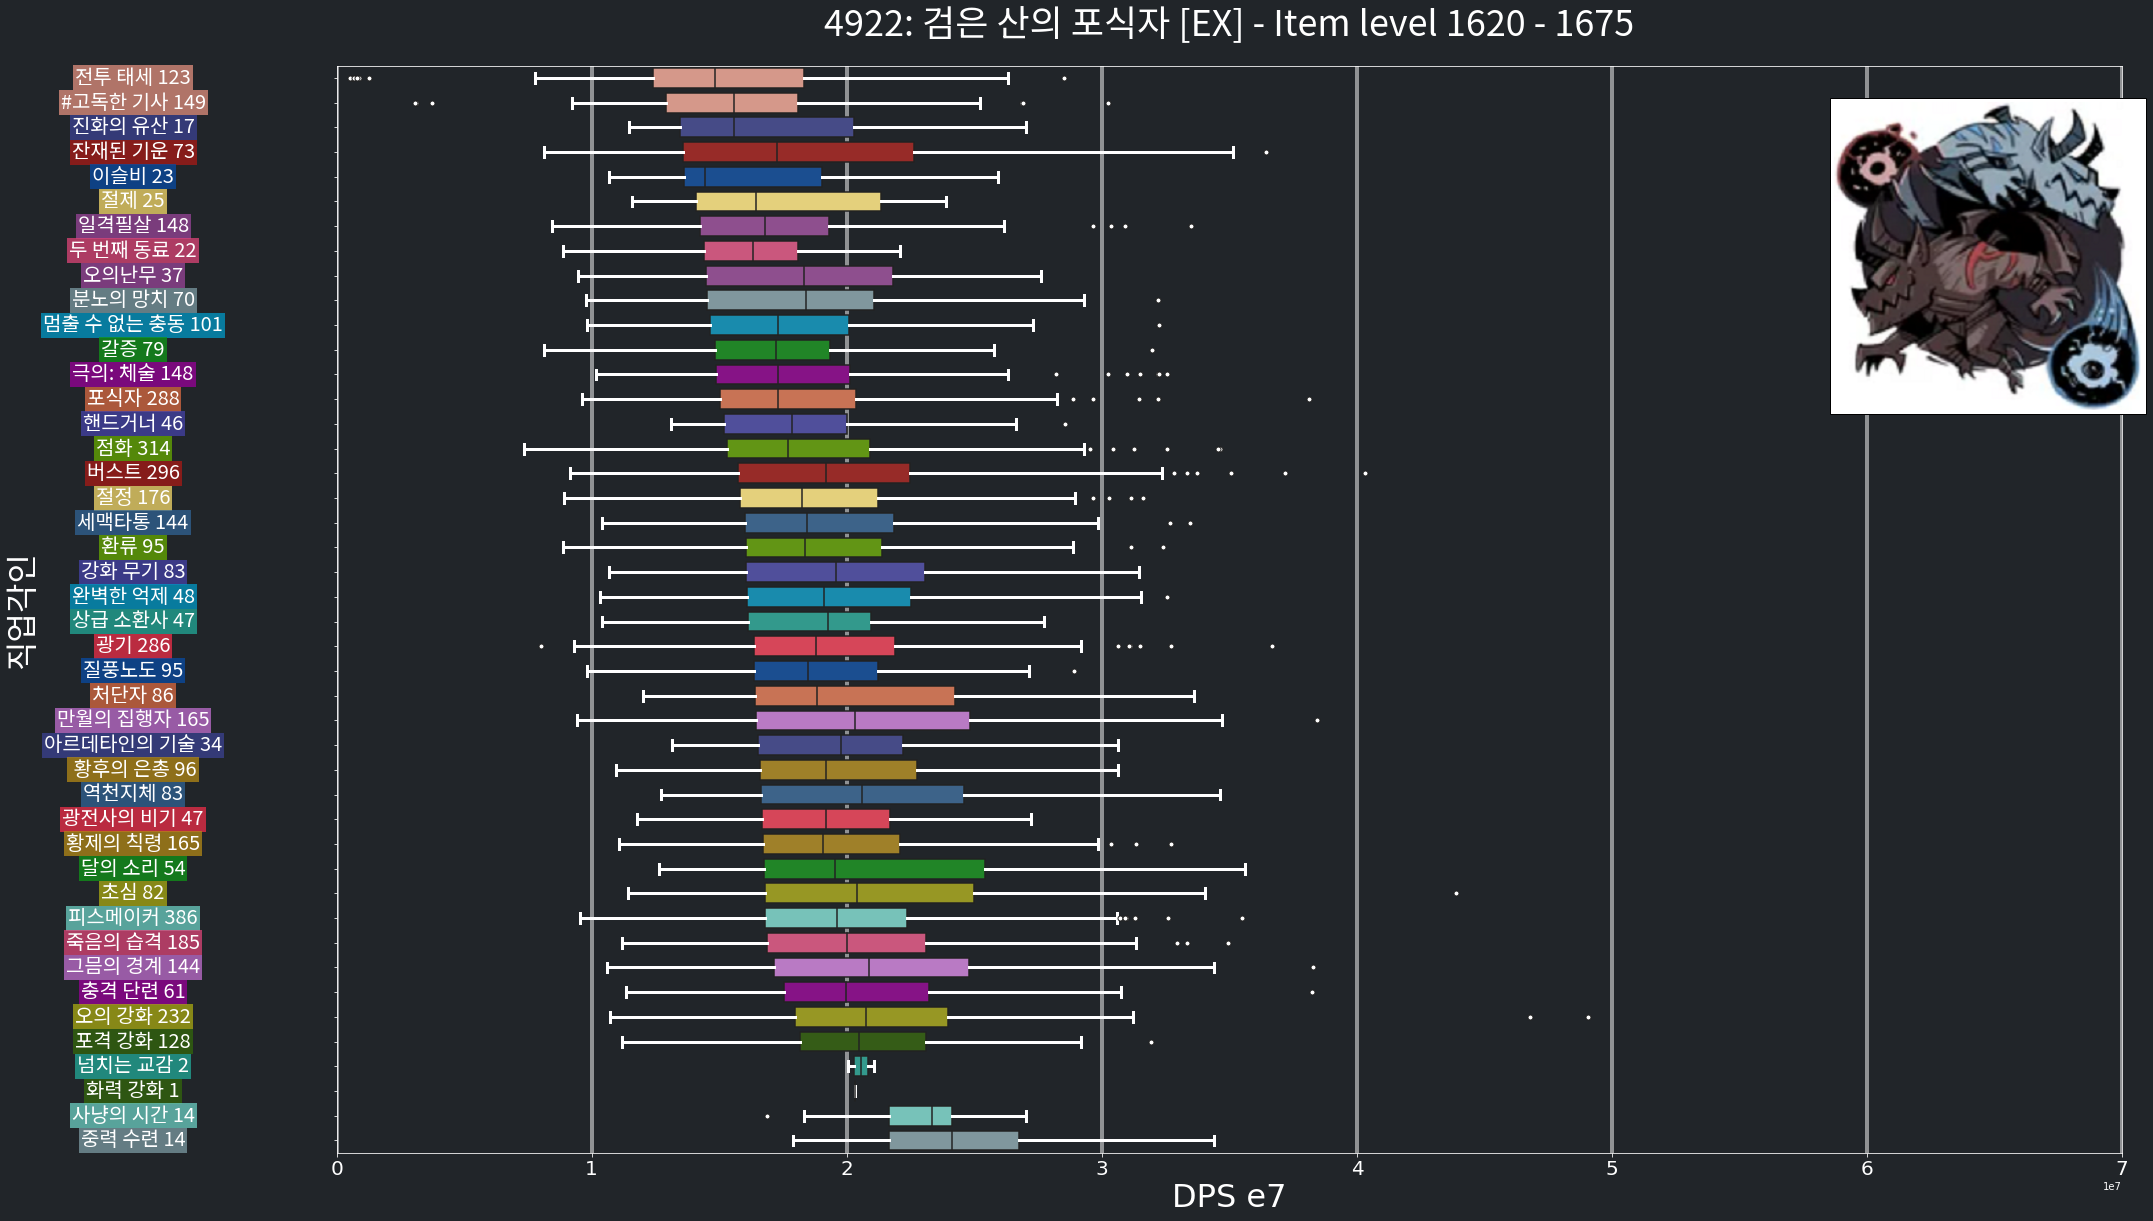 4922: 검은 산의 포식자 [EX] - Item level 1620 - 1675
직업각인
전투 태세 123
#고독한 기사 149
진화의 유산 17
잔재된 기운 73
이슬비 23
절제 25
일격필살 148
두 번째 동료 22
오의난무 37
분노의 망치 70
멈출 수 없는 충동 101
갈증 79
극의: 체술 148
포식자 288
핸드거너 46
점화 314
버스트 296
절정 176
세맥타통 144
환류 95
강화 무기 83
완벽한 억제 48
상급 소환사 47
광기 286
질풍노도 95
처단자 86
만월의 집행자 165
아르데타인의 기술 34
황후의 은총 96
역천지체 83
광전사의 비기 47
황제의 칙령 165
달의 소리 54
초심 82
피스메이커 386
죽음의 습격 185
그믐의 경계 144
충격 단련 61
오의 강화 232
포격 강화 128
넘치는 교감 2
화력 강화 1
사냥의 시간 14
중력 수련 14
0 1 2 3 4 5 6 7
1e7
DPS e7